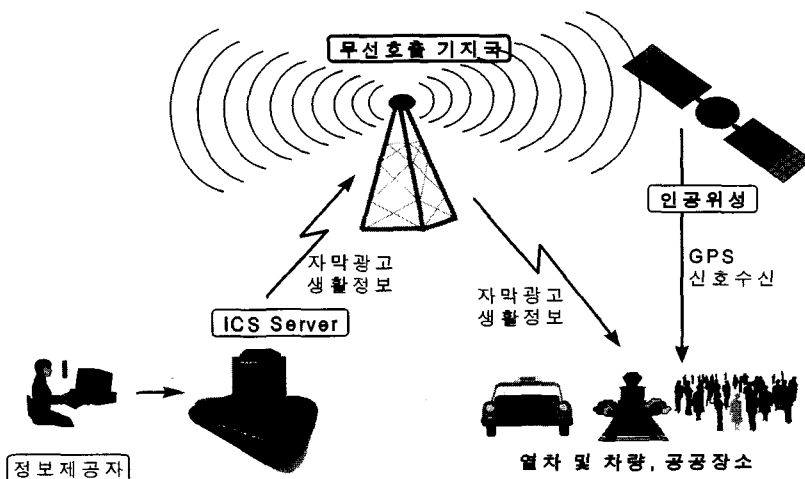 무선호출 기지국
인공위성
GPS
신호수신
자막광고
생활정보
자막광고
생활정보
ICS Server
정보제공자
열차 및 차량, 공공장소